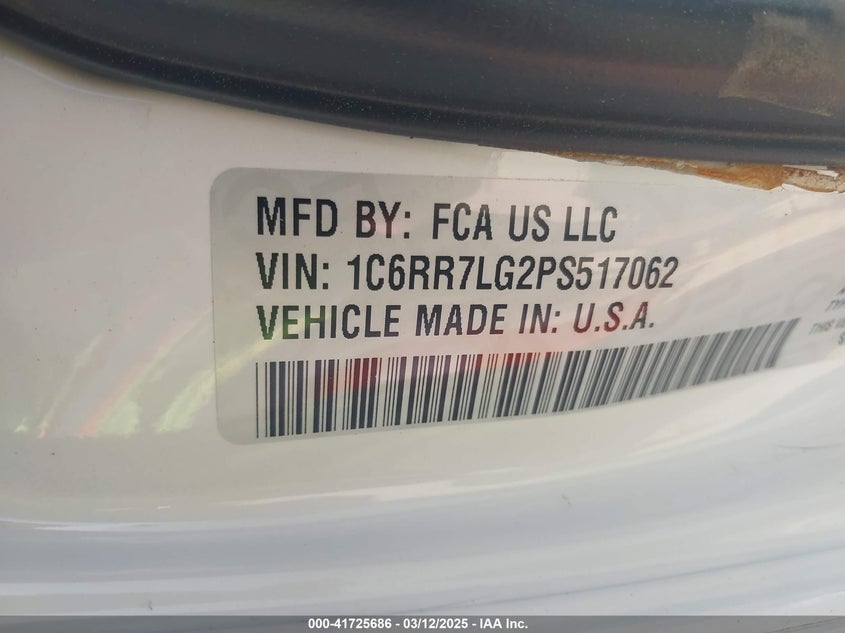 MFD BY: FCA US LLC
VIN: 1C6RR7LG2PS517062
VEHICLE MADE IN: U.S.A.
000-41725686 - 03/12/2025 - IAA Inc.